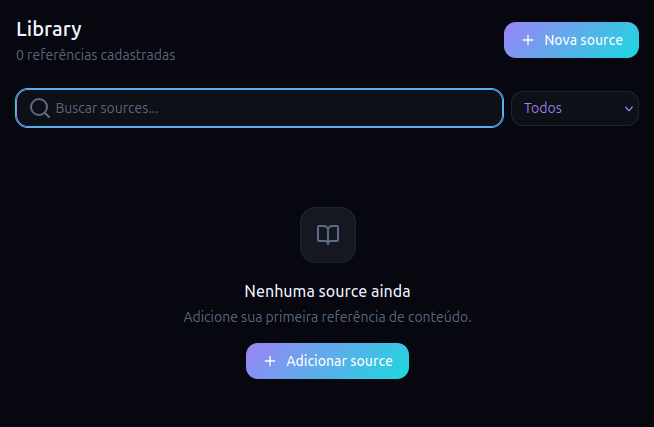 Library
0 referências cadastradas
Nova source
Buscar sources...
Todos
Nenhuma source ainda
Adicione sua primeira referência de conteúdo.
Adicionar source